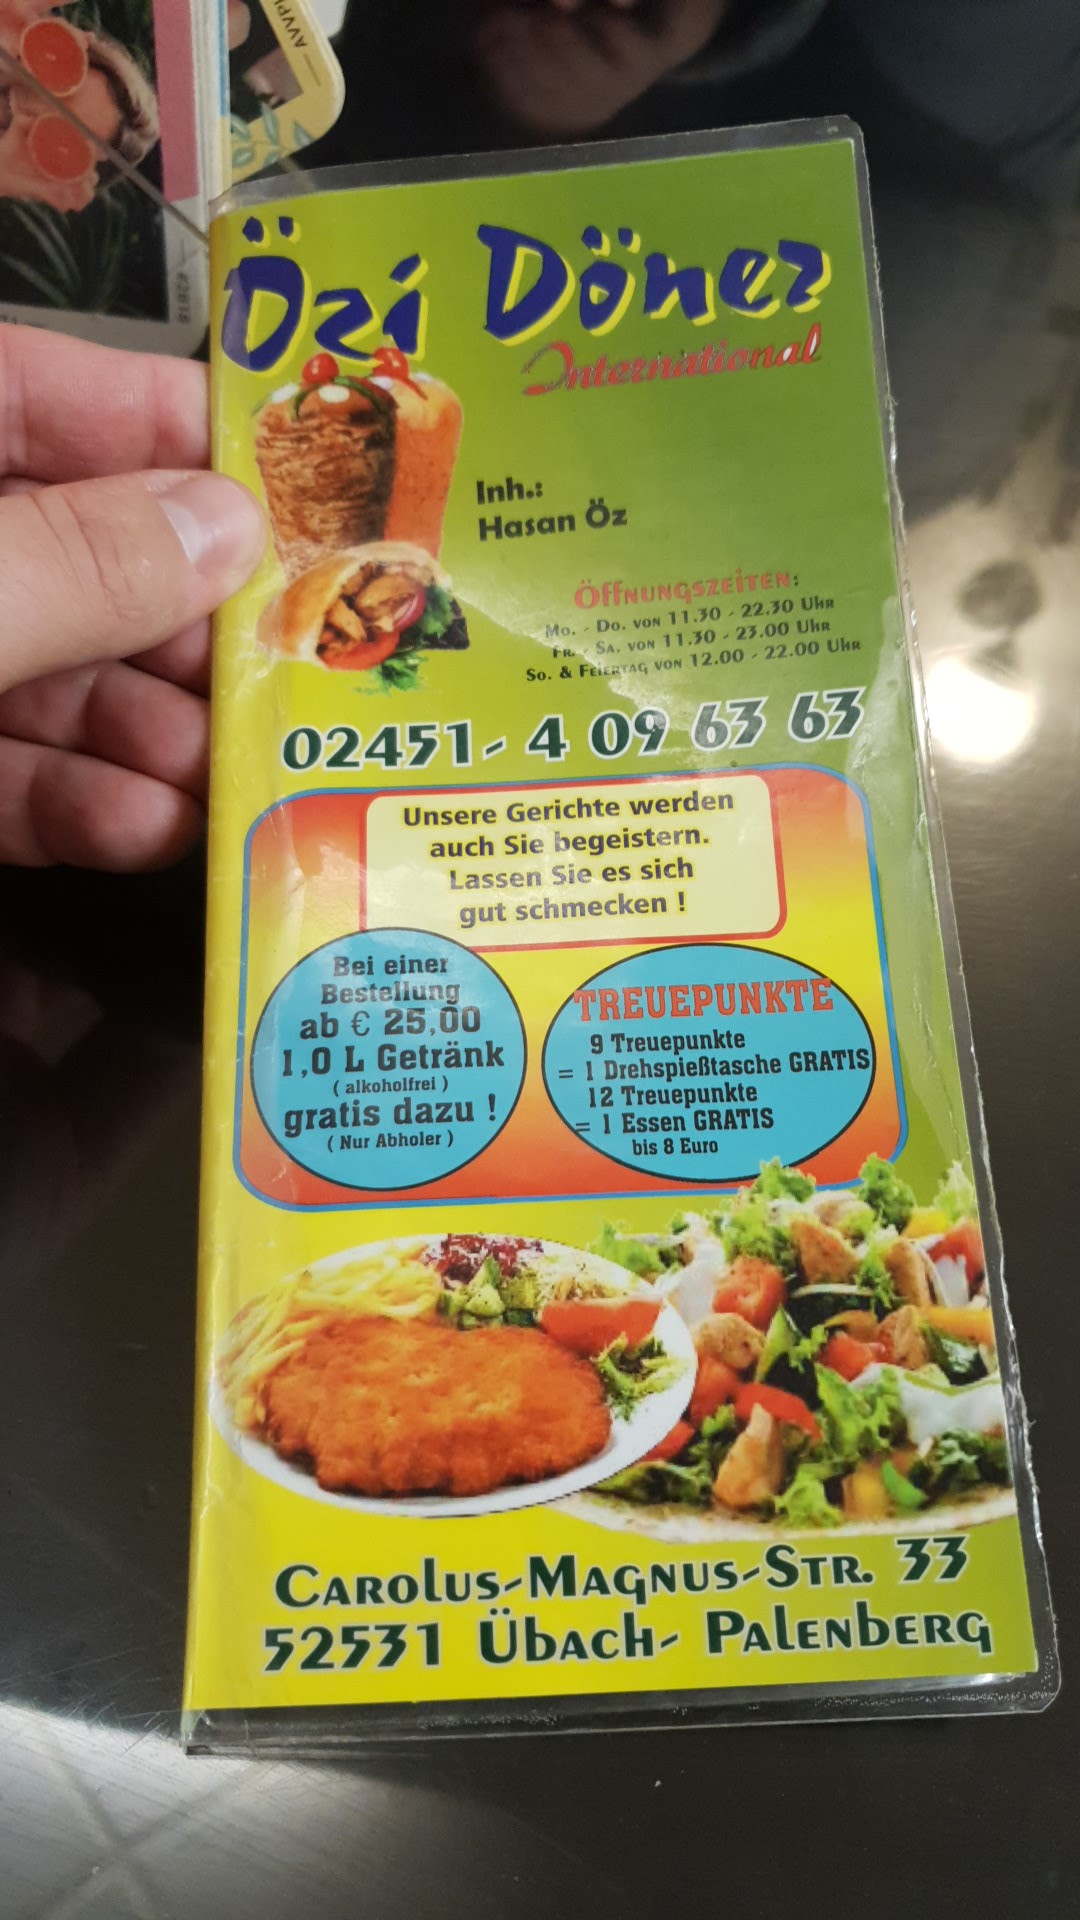 Özi Döner
International
Inh.:
Hasan Öz
Öffnungszeiten:
Mo. - Do. von 11.30 - 22.30 Uhr
Fr. - Sa. von 11.30 - 23.00 Uhr
So. & Feiertag von 12.00 - 22.00 Uhr
02451- 4 09 63 63
Unsere Gerichte werden
auch Sie begeistern.
Lassen Sie es sich
gut schmecken !
Bei einer
Bestellung
ab € 25,00
1,0 L Getränk
( alkoholfrei )
gratis dazu !
( Nur Abholer )
TREUEPUNKTE
9 Treuepunkte
= 1 Drehspießtasche GRATIS
12 Treuepunkte
= 1 Essen GRATIS
bis 8 Euro
Carolus-Magnus-Str. 33
52531 Übach- Palenberg